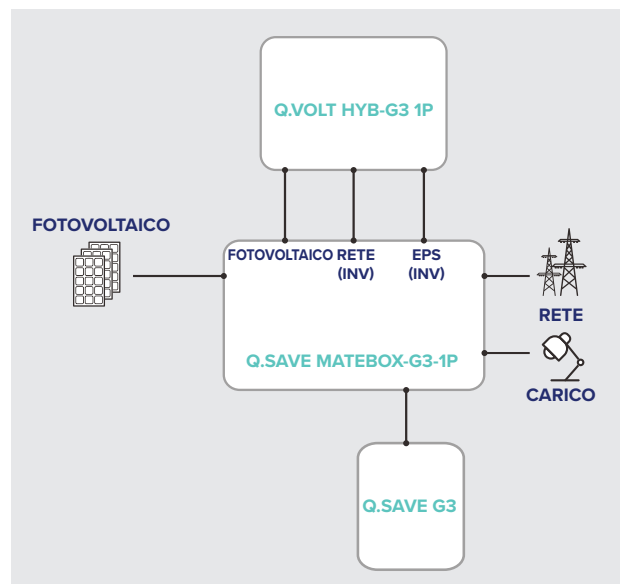 Q.VOLT HYB-G3 1P
FOTOVOLTAICO
FOTOVOLTAICO RETE EPS
(INV) (INV)
RETE
Q.SAVE MATEBOX-G3-1P
CARICO
Q.SAVE G3